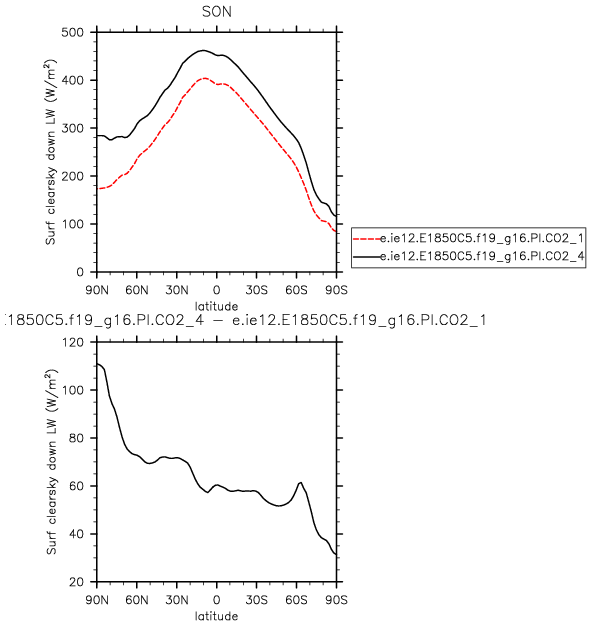 SON
500
400
300
200
100
0
Surf clearsky down LW (W/m²)
90N 60N 30N 0 30S 60S 90S
latitude
e.ie12.E1850C5.f19_g16.PI.CO2_1
e.ie12.E1850C5.f19_g16.PI.CO2_4
:1850C5.f19_g16.PI.CO2_4 – e.ie12.E1850C5.f19_g16.PI.CO2_1
120
100
80
60
40
20
Surf clearsky down LW (W/m²)
90N 60N 30N 0 30S 60S 90S
latitude